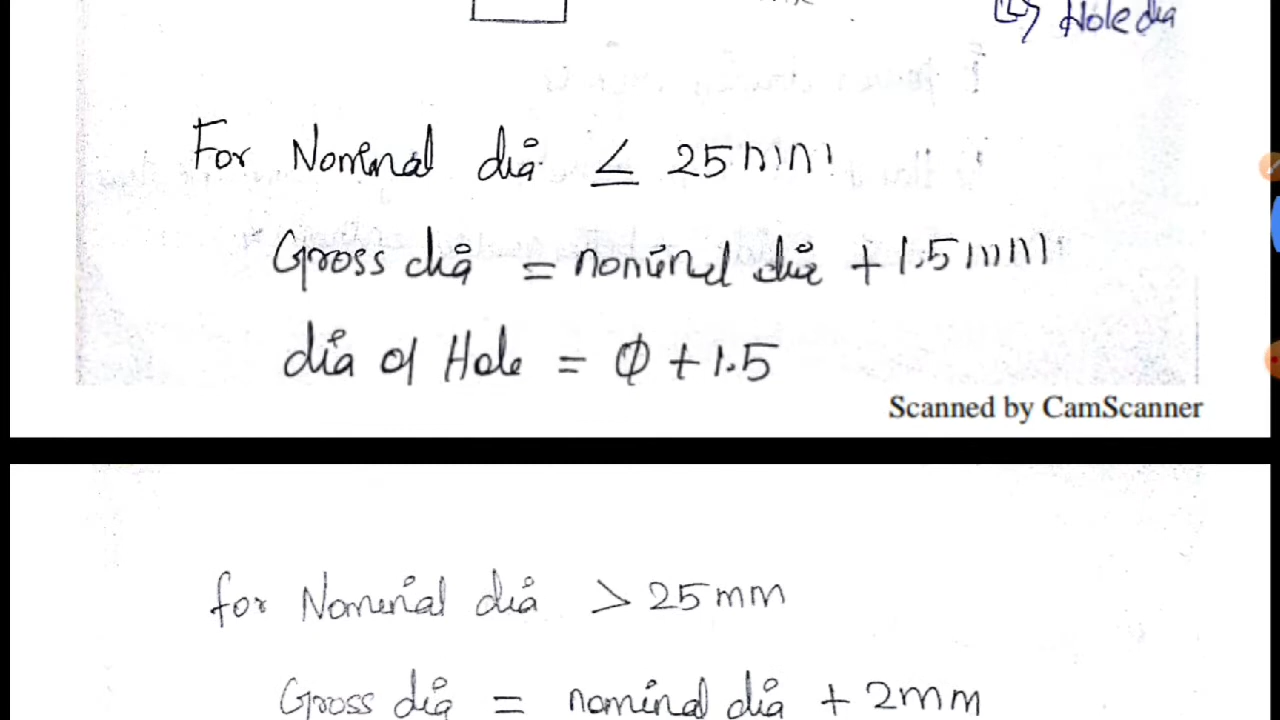 Hole dia
For Nominal dia ≤ 25mm
Gross dia = nominal dia + 1.5mm
dia of Hole = Φ + 1.5
Scanned by CamScanner
for Nominal dia > 25mm
Gross dia = nominal dia + 2mm